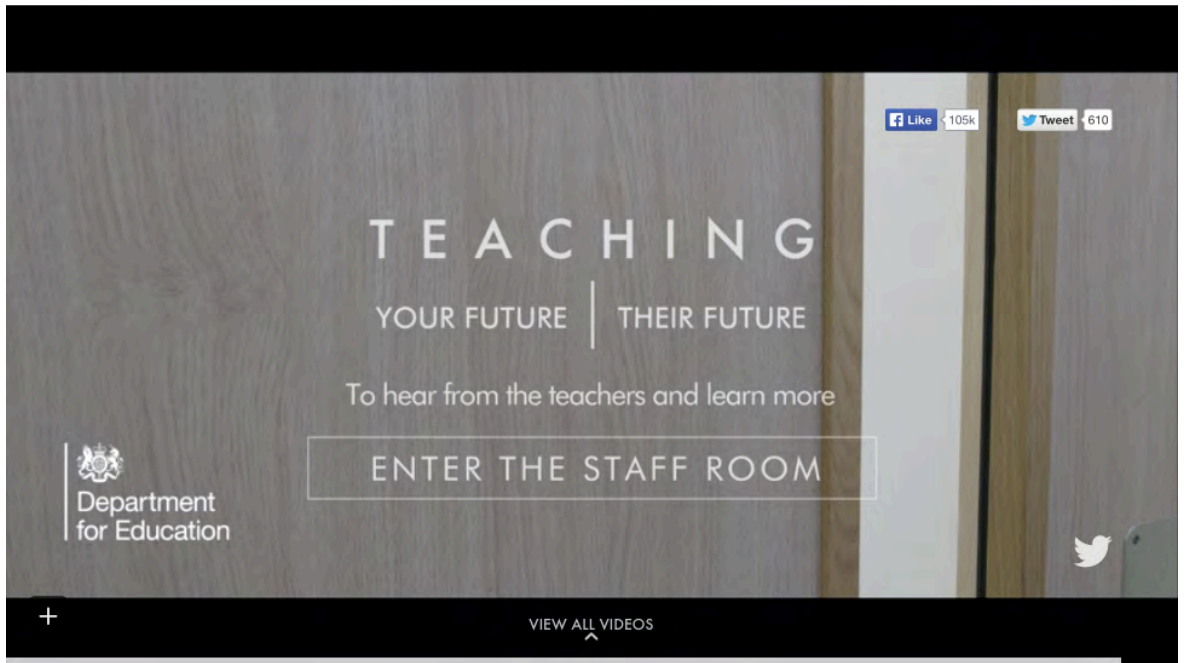 Like 105k Tweet 610
TEACHING
YOUR FUTURE THEIR FUTURE
To hear from the teachers and learn more
ENTER THE STAFF ROOM
Department
for Education
VIEW ALL VIDEOS